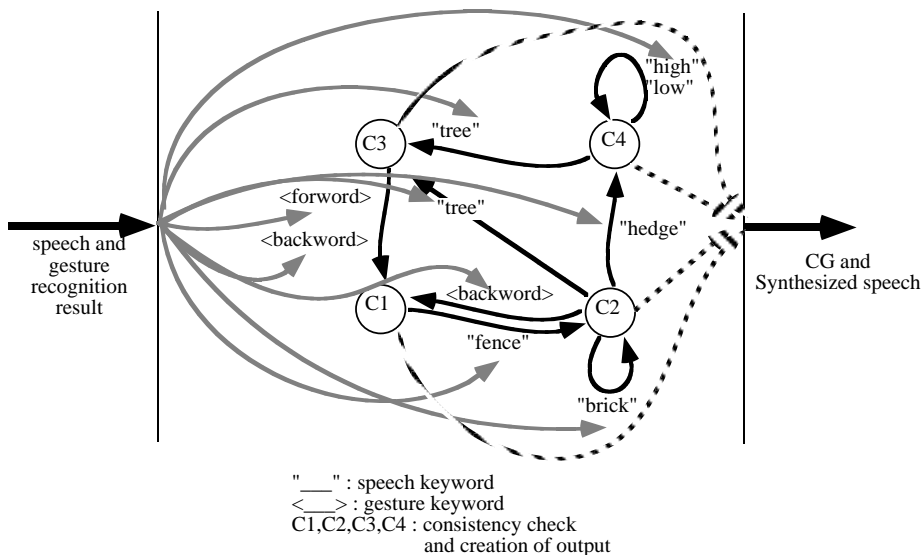 "high"
"low"
C4
"tree"
C3
<forword>
"tree"
"hedge"
<backword>
speech and
gesture
recognition
result
CG and
Synthesized speech
C1
<backword>
C2
"fence"
"brick"
"___" : speech keyword
<___> : gesture keyword
C1,C2,C3,C4 : consistency check
and creation of output